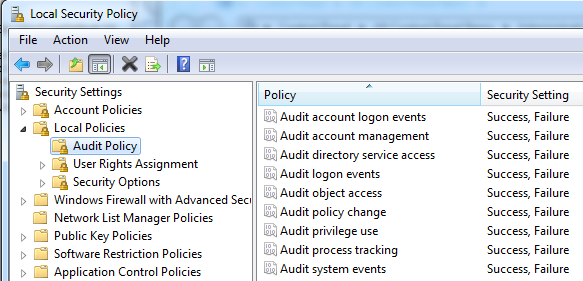 Local Security Policy
File Action View Help
Security Settings
Account Policies
Local Policies
Audit Policy
User Rights Assignment
Security Options
Windows Firewall with Advanced Secu
Network List Manager Policies
Public Key Policies
Software Restriction Policies
Application Control Policies
Policy Security Setting
Audit account logon events Success, Failure
Audit account management Success, Failure
Audit directory service access Success, Failure
Audit logon events Success, Failure
Audit object access Success, Failure
Audit policy change Success, Failure
Audit privilege use Success, Failure
Audit process tracking Success, Failure
Audit system events Success, Failure